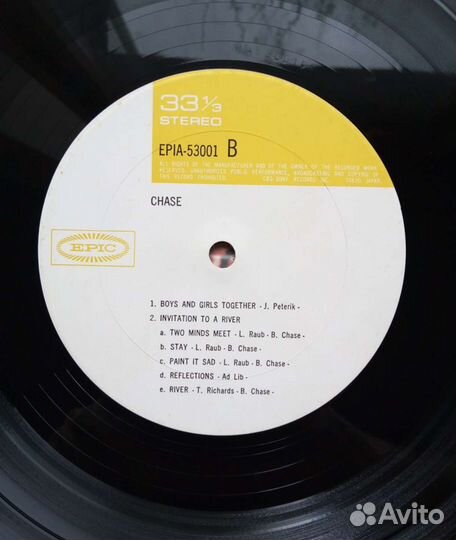 33 1/3
STEREO
EPIA-53001 B
ALL RIGHTS OF THE MANUFACTURER AND OF THE OWNER OF THE RECORDED WORK
RESERVED. UNAUTHORIZED PUBLIC PERFORMANCE, BROADCASTING AND COPYING OF
THIS RECORD PROHIBITED. CBS·SONY RECORDS INC. TOKYO JAPAN.
CHASE
EPIC
1. BOYS AND GIRLS TOGETHER - J. Peterik -
2. INVITATION TO A RIVER
a. TWO MINDS MEET - L. Raub - B. Chase -
b. STAY - L. Raub - B. Chase -
c. PAINT IT SAD - L. Raub - B. Chase -
d. REFLECTIONS - Ad Lib -
e. RIVER - T. Richards - B. Chase -
Avito